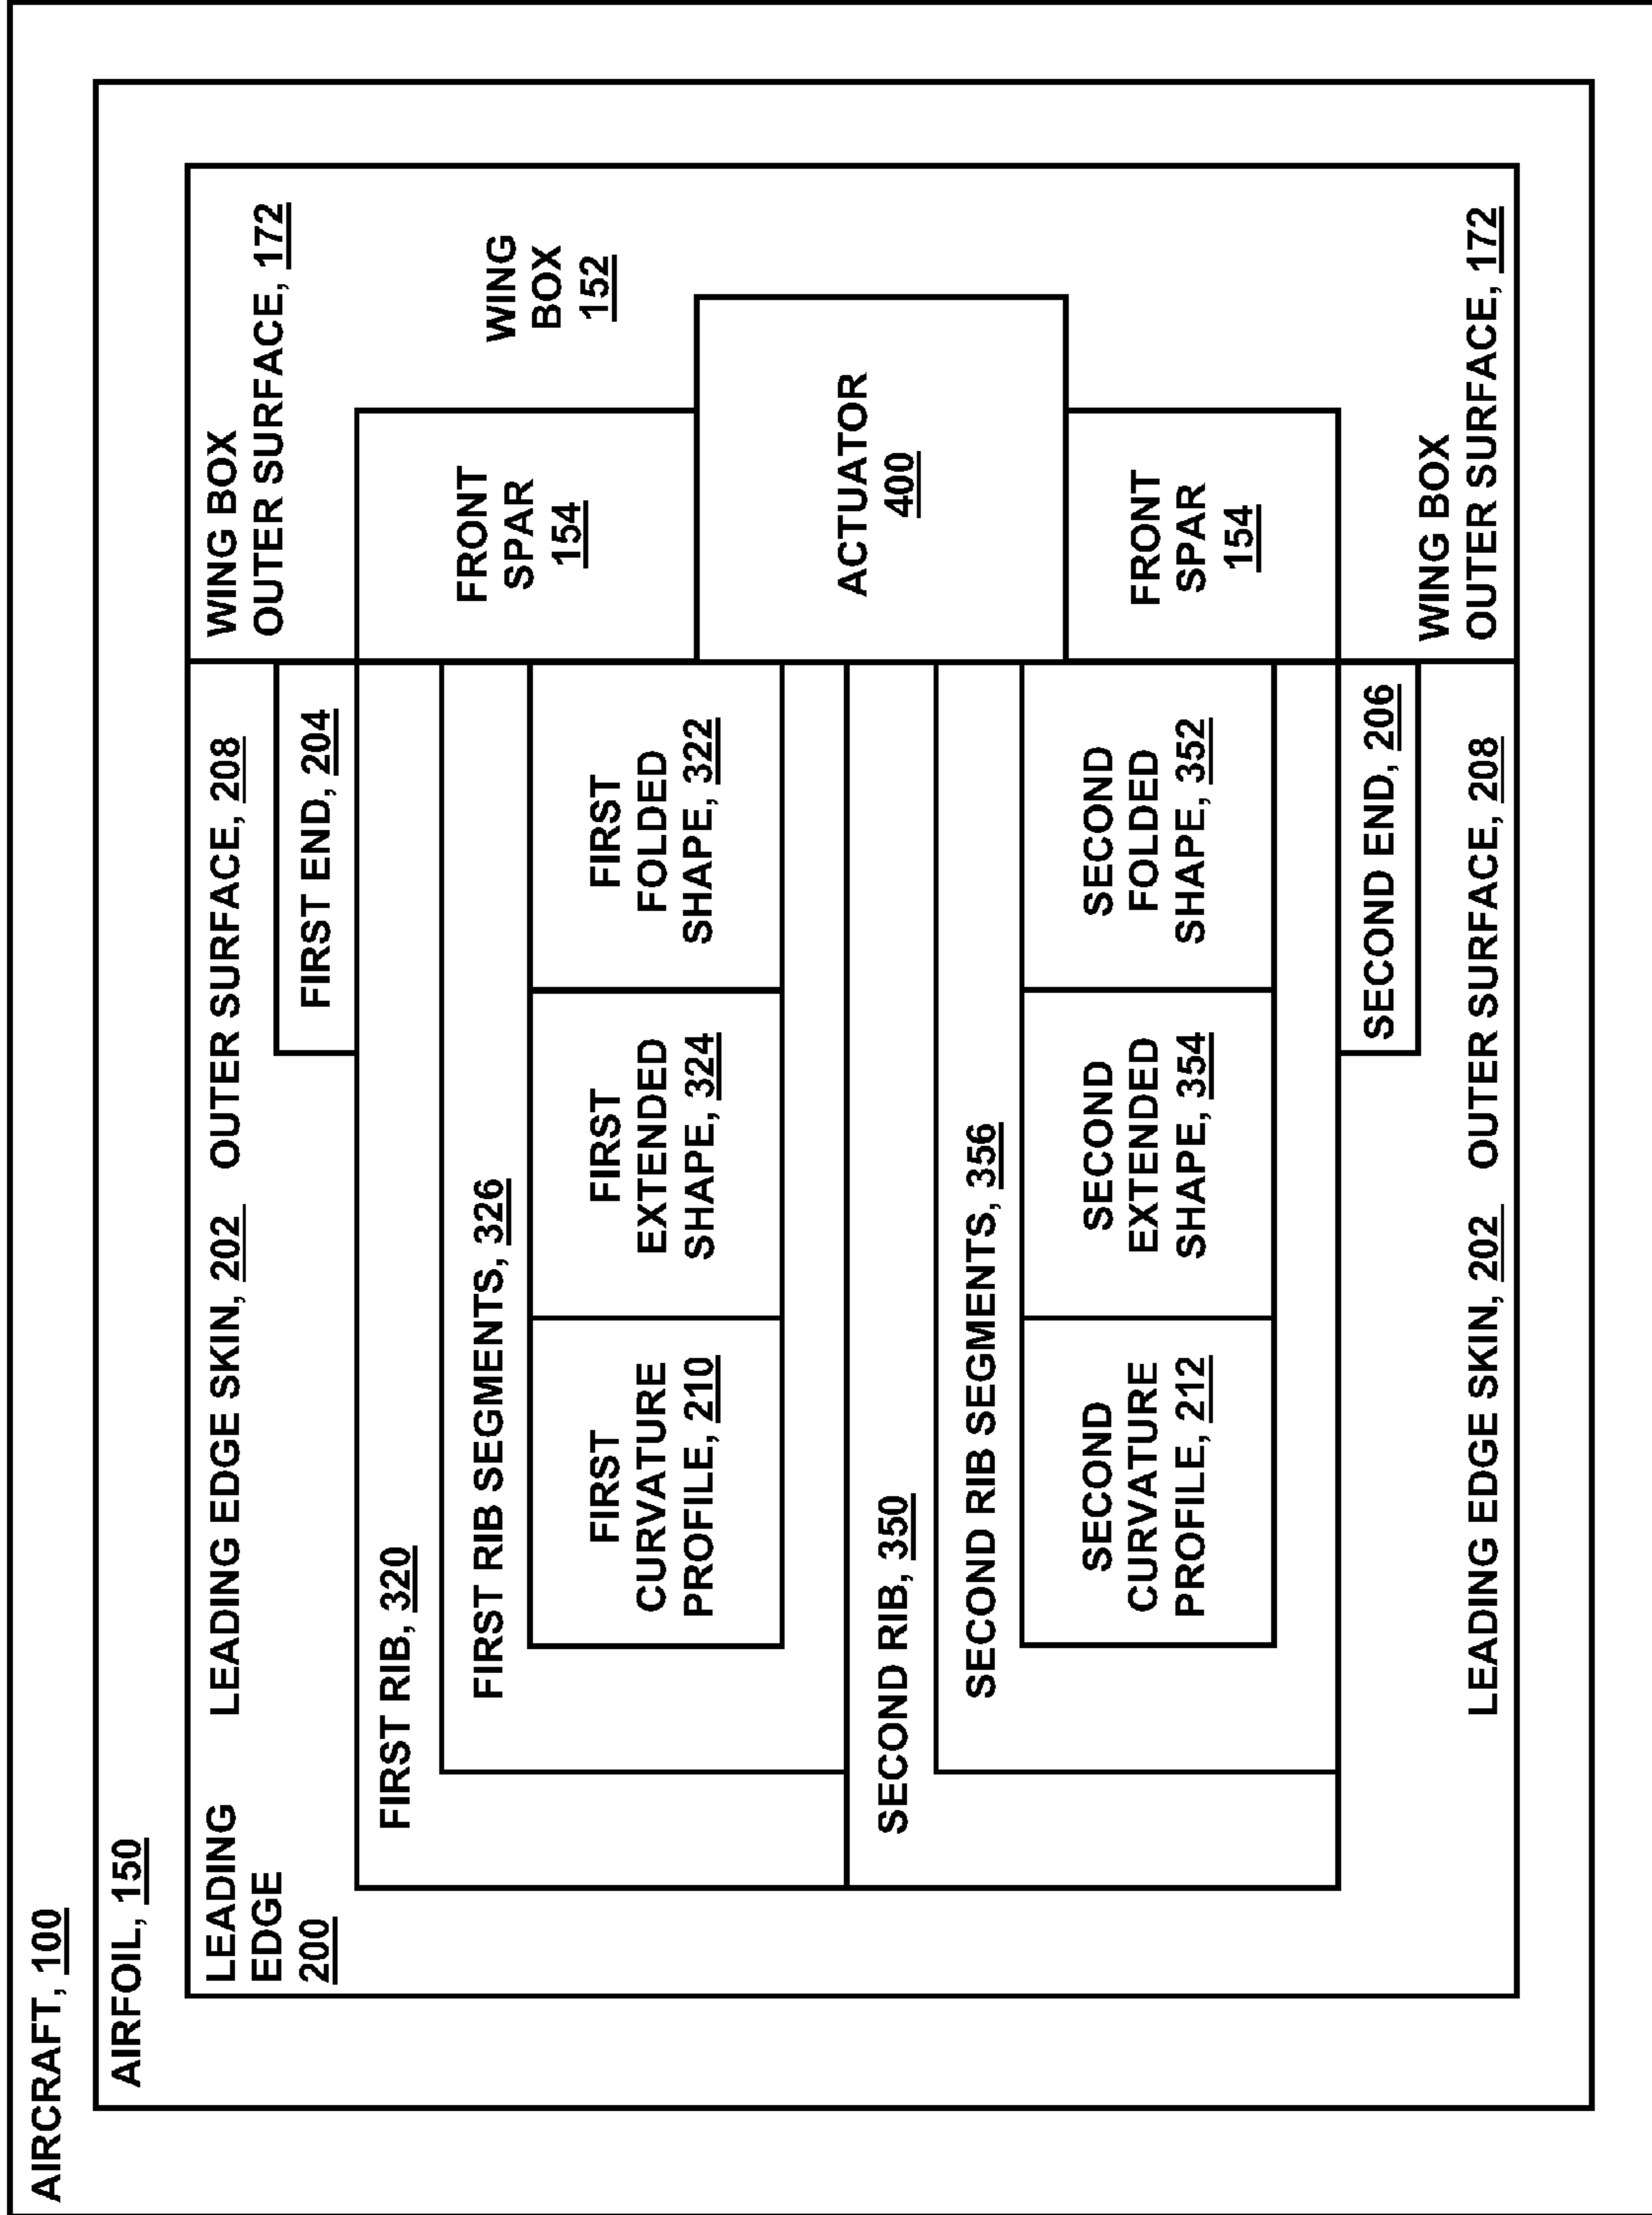 AIRCRAFT, 100
AIRFOIL, 150
LEADING
EDGE
200
LEADING EDGE SKIN, 202
OUTER SURFACE, 208
WING BOX
OUTER SURFACE, 172
FIRST END, 204
FIRST RIB, 320
FIRST RIB SEGMENTS, 326
FIRST
CURVATURE
PROFILE, 210
FIRST
EXTENDED
SHAPE, 324
FIRST
FOLDED
SHAPE, 322
FRONT
SPAR
154
WING
BOX
152
ACTUATOR
400
SECOND RIB, 350
SECOND RIB SEGMENTS, 356
SECOND
CURVATURE
PROFILE, 212
SECOND
EXTENDED
SHAPE, 354
SECOND
FOLDED
SHAPE, 352
FRONT
SPAR
154
SECOND END, 206
LEADING EDGE SKIN, 202
OUTER SURFACE, 208
WING BOX
OUTER SURFACE, 172